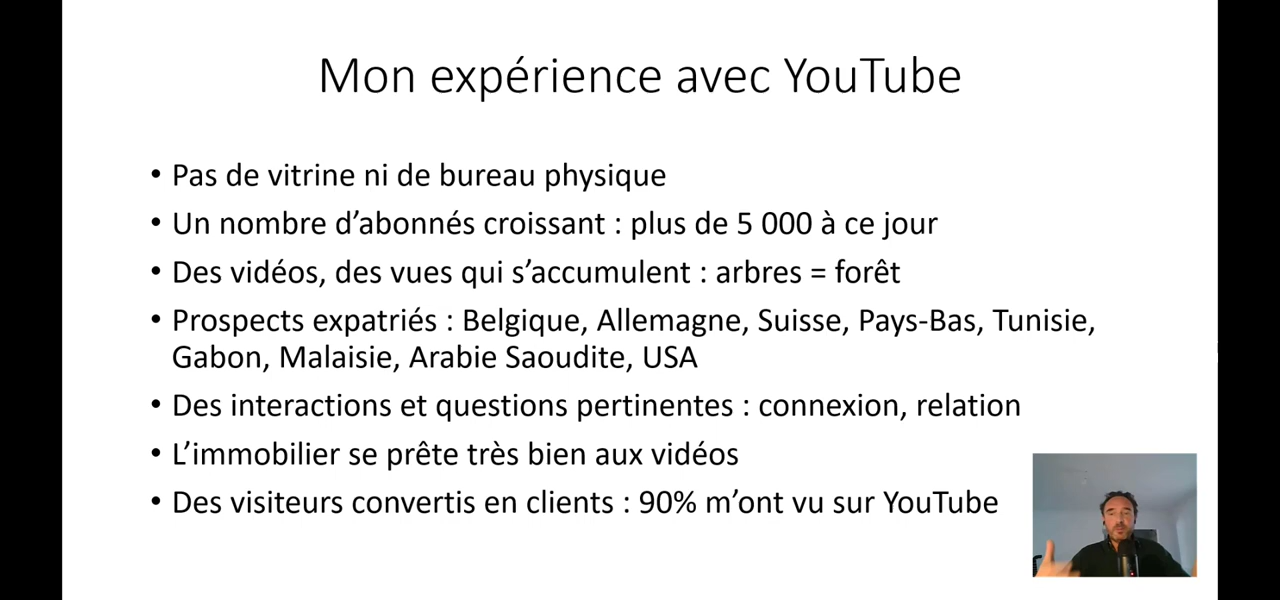 Mon expérience avec YouTube
• Pas de vitrine ni de bureau physique
• Un nombre d’abonnés croissant : plus de 5 000 à ce jour
• Des vidéos, des vues qui s’accumulent : arbres = forêt
• Prospects expatriés : Belgique, Allemagne, Suisse, Pays-Bas, Tunisie,
Gabon, Malaisie, Arabie Saoudite, USA
• Des interactions et questions pertinentes : connexion, relation
• L’immobilier se prête très bien aux vidéos
• Des visiteurs convertis en clients : 90% m’ont vu sur YouTube